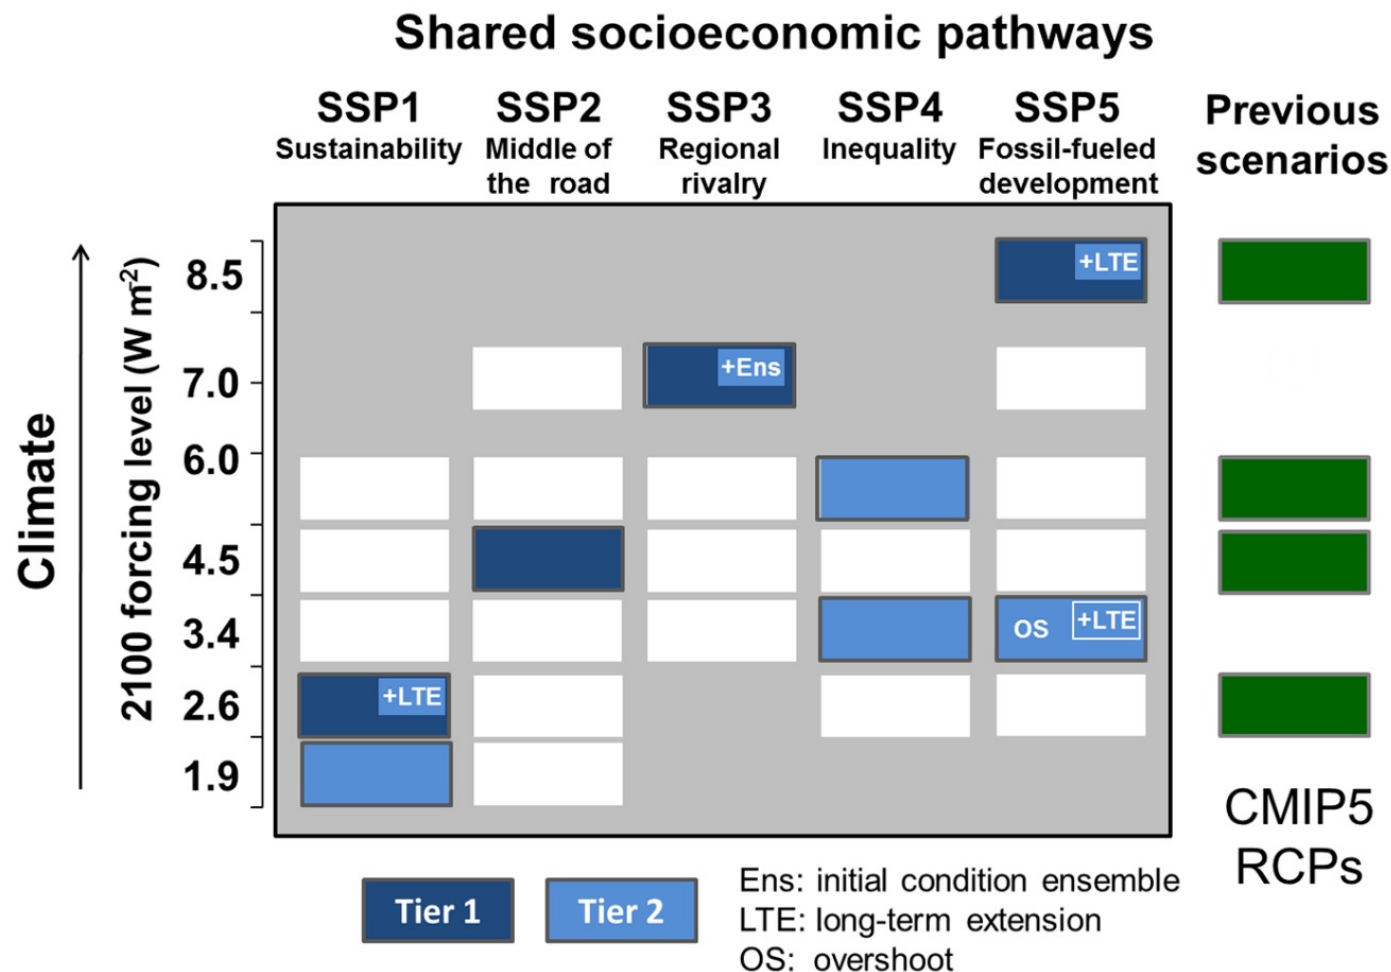 Shared socioeconomic pathways
SSP1 SSP2 SSP3 SSP4 SSP5 Previous
Sustainability Middle of Regional Inequality Fossil-fueled scenarios
the road rivalry development
Climate
2100 forcing level (W m-2)
8.5 +LTE
7.0 +Ens
6.0
4.5
3.4 OS +LTE
2.6 +LTE
1.9
CMIP5
RCPs
Tier 1 Tier 2
Ens: initial condition ensemble
LTE: long-term extension
OS: overshoot